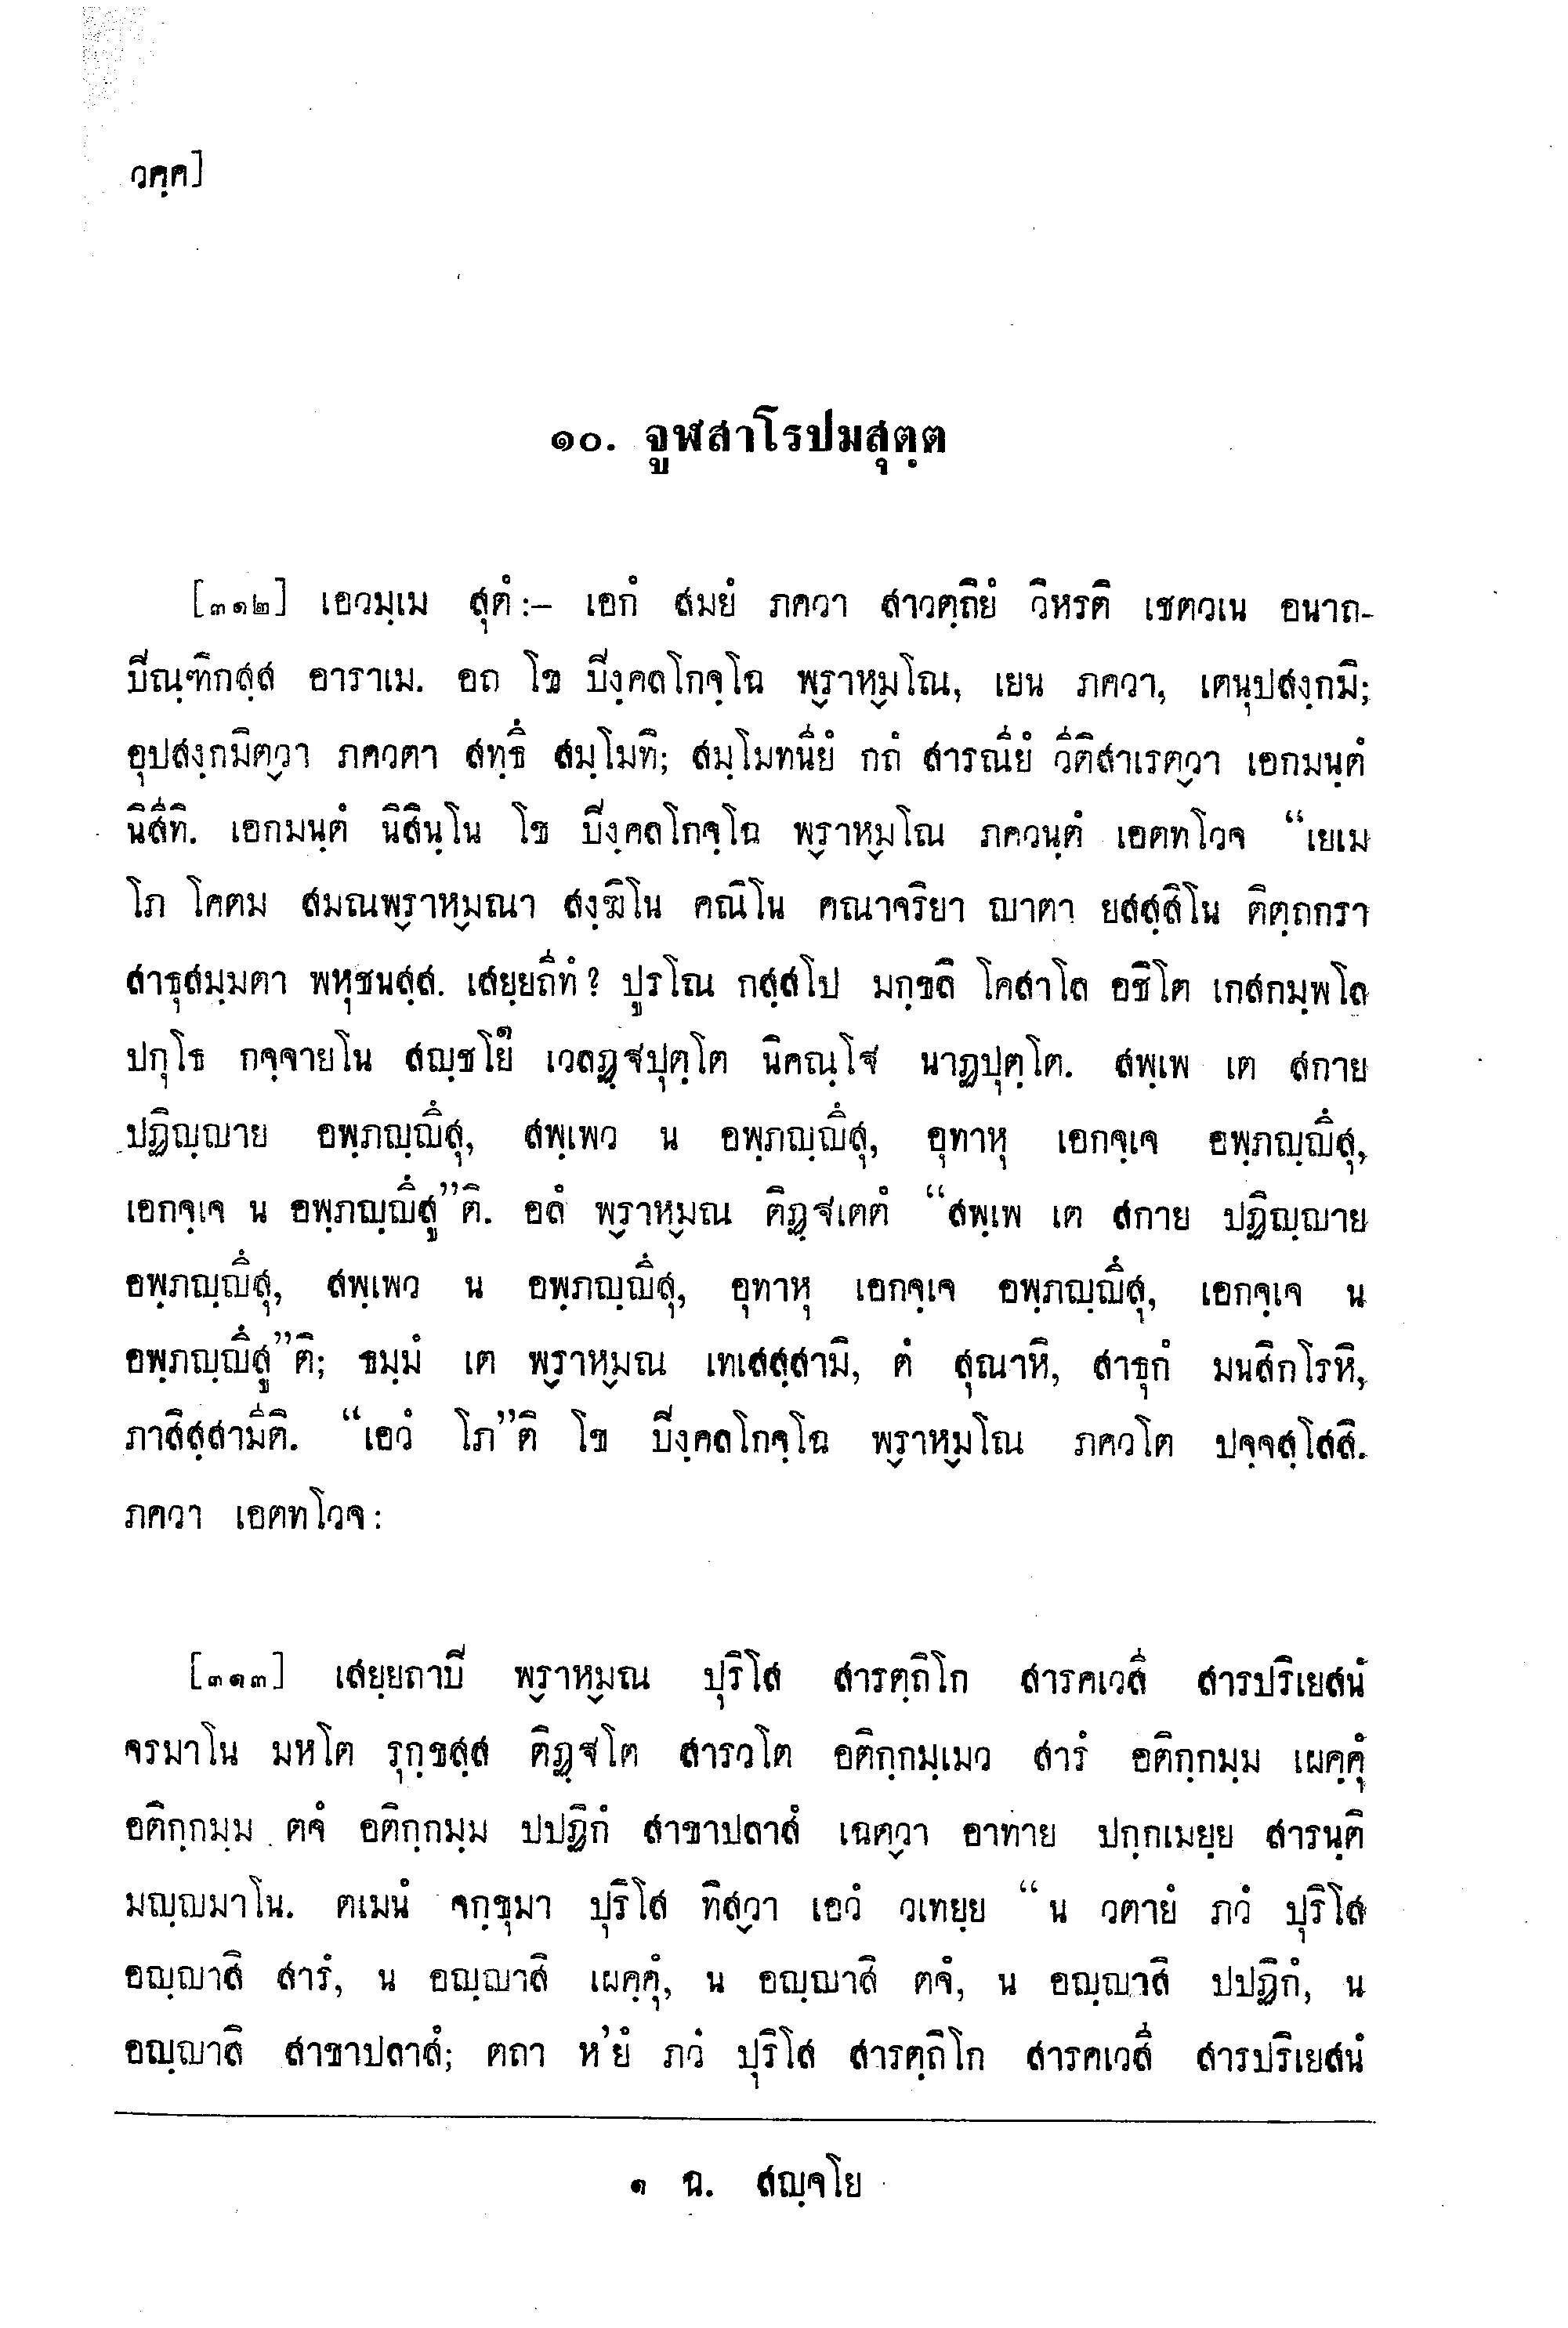 วคฺค]
๑๐. จูฬสาโรปมสุตฺต
[๓๑๒] เอวมฺเม สุตํ :– เอกํ สมยํ ภควา สาวตฺถิยํ วิหรติ เชตวเน อนาถ-
ปิณฺฑิกสฺส อาราเม. อถ โข ปิงฺคลโกจฺโฉ พฺราหฺมโณ, เยน ภควา, เตนุปสงฺกมิ;
อุปสงฺกมิตฺวา ภควตา สทฺธึ สมฺโมทิ; สมฺโมทนียํ กถํ สารณียํ วีติสาเรตฺวา เอกมนฺตํ
นิสีทิ. เอกมนฺตํ นิสินฺโน โข ปิงฺคลโกจฺโฉ พฺราหฺมโณ ภควนฺตํ เอตทโวจ “เยเม
โภ โคตม สมณพฺราหฺมณา สงฺฆิโน คณิโน คณาจริยา ญาตา ยสสฺสิโน ติตฺถกรา
สาธุสมฺมตา พหุชนสฺส. เสยฺยถีทํ? ปูรโณ กสฺสโป มกฺขลิ โคสาโล อชิโต เกสกมฺพโล
ปกุโธ กจฺจายโน สญฺชโย๑ เวลฏฺฐปุตฺโต นิคณฺโฐ นาฏปุตฺโต. สพฺเพ เต สกาย
ปฏิญฺญาย อพฺภญฺญึสุ, สพฺเพว น อพฺภญฺญึสุ, อุทาหุ เอกจฺเจ อพฺภญฺญึสุ,
เอกจฺเจ น อพฺภญฺญึสู”ติ. อลํ พฺราหฺมณ ติฏฺฐเตตํ “สพฺเพ เต สกาย ปฏิญฺญาย
อพฺภญฺญึสุ, สพฺเพว น อพฺภญฺญึสุ, อุทาหุ เอกจฺเจ อพฺภญฺญึสุ, เอกจฺเจ น
อพฺภญฺญึสู”ติ; ธมฺมํ เต พฺราหฺมณ เทเสสฺสามิ, ตํ สุณาหิ, สาธุกํ มนสิกโรหิ,
ภาสิสฺสามีติ. “เอวํ โภ”ติ โข ปิงฺคลโกจฺโฉ พฺราหฺมโณ ภควโต ปจฺจสฺโสสิ.
ภควา เอตทโวจ :
[๓๑๓] เสยฺยถาปิ พฺราหฺมณ ปุริโส สารตฺถิโก สารคเวสี สารปริเยสนํ
จรมาโน มหโต รุกฺขสฺส ติฏฺฐโต สารวโต อติกฺกมฺเมว สารํ อติกฺกมฺม เผคฺคุํ
อติกฺกมฺม ตจํ อติกฺกมฺม ปปฏิกํ สาขาปลาสํ เฉตฺวา อาทาย ปกฺกเมยฺย สารนฺติ
มญฺญมาโน. ตเมนํ จกฺขุมา ปุริโส ทิสฺวา เอวํ วเทยฺย “น วตายํ ภวํ ปุริโส
อญฺญาสิ สารํ, น อญฺญาสิ เผคฺคุํ, น อญฺญาสิ ตจํ, น อญฺญาสิ ปปฏิกํ, น
อญฺญาสิ สาขาปลาสํ; ตถา ห’ยํ ภวํ ปุริโส สารตฺถิโก สารคเวสี สารปริเยสนํ
๑ ฉ. สญฺจโย